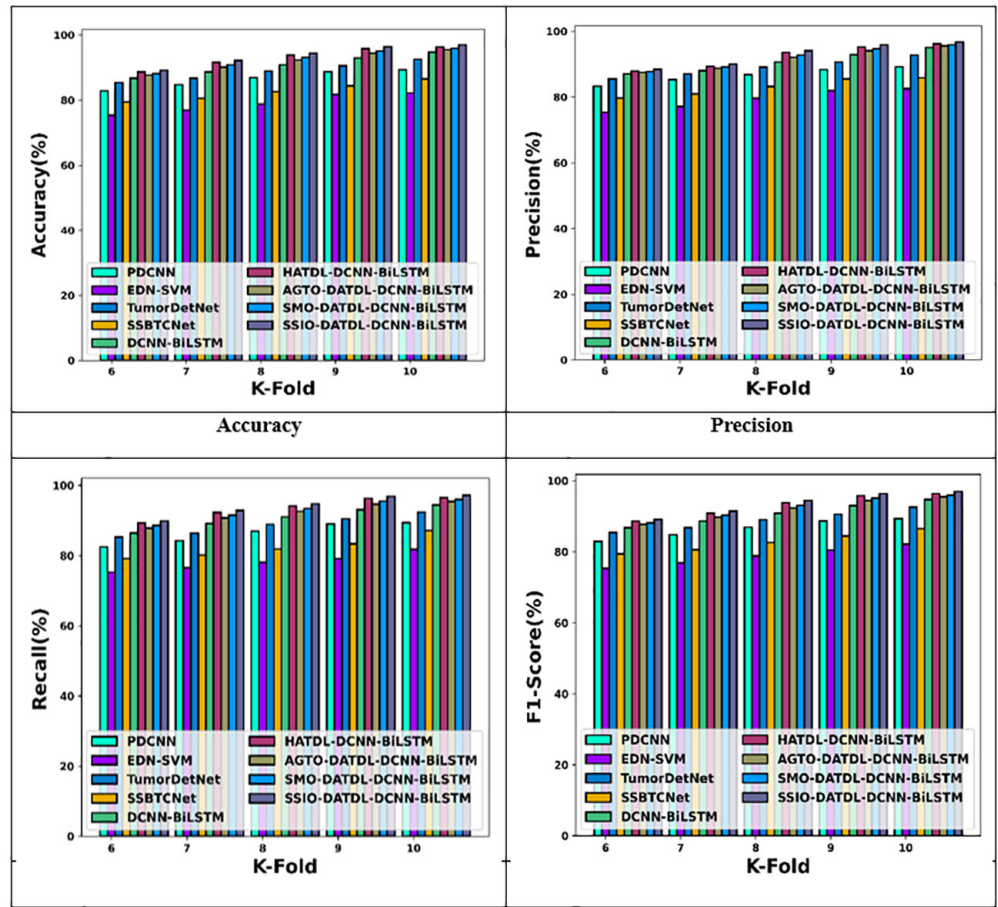 Accuracy(%)
100
80
60
40
20
0
PDCNN
EDN-SVM
TumorDetNet
SSBTCNet
DCNN-BiLSTM
HATDL-DCNN-BiLSTM
AGTO-DATDL-DCNN-BiLSTM
SMO-DATDL-DCNN-BiLSTM
SSIO-DATDL-DCNN-BiLSTM
6 7 8 9 10
K-Fold
Precision(%)
100
80
60
40
20
0
PDCNN
EDN-SVM
TumorDetNet
SSBTCNet
DCNN-BiLSTM
HATDL-DCNN-BiLSTM
AGTO-DATDL-DCNN-BiLSTM
SMO-DATDL-DCNN-BiLSTM
SSIO-DATDL-DCNN-BiLSTM
6 7 8 9 10
K-Fold
Accuracy
Precision
Recall(%)
100
80
60
40
20
0
PDCNN
EDN-SVM
TumorDetNet
SSBTCNet
DCNN-BiLSTM
HATDL-DCNN-BiLSTM
AGTO-DATDL-DCNN-BiLSTM
SMO-DATDL-DCNN-BiLSTM
SSIO-DATDL-DCNN-BiLSTM
6 7 8 9 10
K-Fold
F1-Score(%)
100
80
60
40
20
0
PDCNN
EDN-SVM
TumorDetNet
SSBTCNet
DCNN-BiLSTM
HATDL-DCNN-BiLSTM
AGTO-DATDL-DCNN-BiLSTM
SMO-DATDL-DCNN-BiLSTM
SSIO-DATDL-DCNN-BiLSTM
6 7 8 9 10
K-Fold